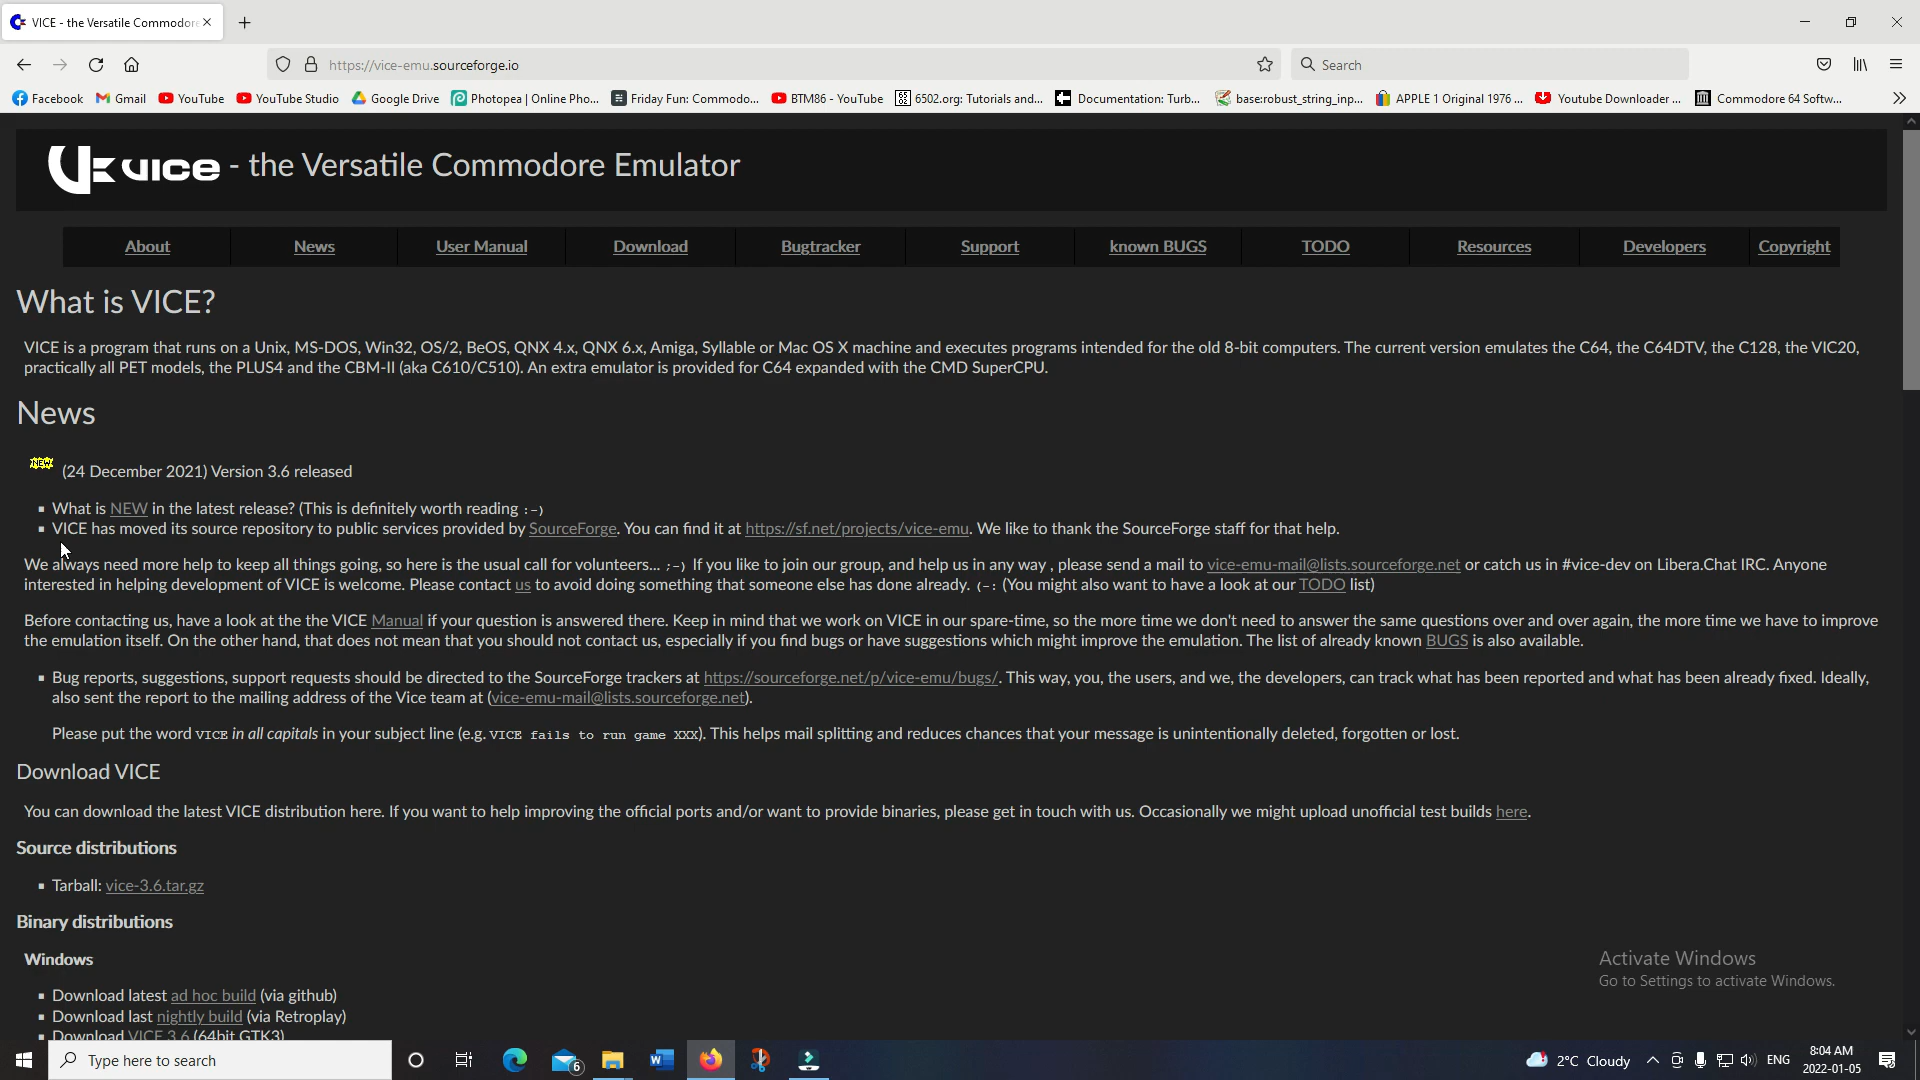 VICE - the Versatile Commodore
https://vice-emu.sourceforge.io
Search
Facebook
Gmail
YouTube
YouTube Studio
Google Drive
Photopea | Online Pho...
Friday Fun: Commodo...
BTM86 - YouTube
6502.org: Tutorials and...
Documentation: Turb...
base:robust_string_inp...
APPLE 1 Original 1976 ...
Youtube Downloader ...
Commodore 64 Softw...
VICE - the Versatile Commodore Emulator
About
News
User Manual
Download
Bugtracker
Support
known BUGS
TODO
Resources
Developers
Copyright
What is VICE?
VICE is a program that runs on a Unix, MS-DOS, Win32, OS/2, BeOS, QNX 4.x, QNX 6.x, Amiga, Syllable or Mac OS X machine and executes programs intended for the old 8-bit computers. The current version emulates the C64, the C64DTV, the C128, the VIC20,
practically all PET models, the PLUS4 and the CBM-II (aka C610/C510). An extra emulator is provided for C64 expanded with the CMD SuperCPU.
News
NEW (24 December 2021) Version 3.6 released
▪ What is NEW in the latest release? (This is definitely worth reading :-)
▪ VICE has moved its source repository to public services provided by SourceForge. You can find it at https://sf.net/projects/vice-emu. We like to thank the SourceForge staff for that help.
We always need more help to keep all things going, so here is the usual call for volunteers... ;-) If you like to join our group, and help us in any way , please send a mail to vice-emu-mail@lists.sourceforge.net or catch us in #vice-dev on Libera.Chat IRC. Anyone
interested in helping development of VICE is welcome. Please contact us to avoid doing something that someone else has done already. (-: (You might also want to have a look at our TODO list)
Before contacting us, have a look at the the VICE Manual if your question is answered there. Keep in mind that we work on VICE in our spare-time, so the more time we don't need to answer the same questions over and over again, the more time we have to improve
the emulation itself. On the other hand, that does not mean that you should not contact us, especially if you find bugs or have suggestions which might improve the emulation. The list of already known BUGS is also available.
▪ Bug reports, suggestions, support requests should be directed to the SourceForge trackers at https://sourceforge.net/p/vice-emu/bugs/. This way, you, the users, and we, the developers, can track what has been reported and what has been already fixed. Ideally,
also sent the report to the mailing address of the Vice team at (vice-emu-mail@lists.sourceforge.net).
Please put the word VICE in all capitals in your subject line (e.g. VICE fails to run game XXX). This helps mail splitting and reduces chances that your message is unintentionally deleted, forgotten or lost.
Download VICE
You can download the latest VICE distribution here. If you want to help improving the official ports and/or want to provide binaries, please get in touch with us. Occasionally we might upload unofficial test builds here.
Source distributions
▪ Tarball: vice-3.6.tar.gz
Binary distributions
Windows
▪ Download latest ad hoc build (via github)
▪ Download last nightly build (via Retroplay)
▪ Download VICE 3.6 (64bit GTK3)
Activate Windows
Go to Settings to activate Windows.
Type here to search
6
2°C Cloudy
ENG
8:04 AM
2022-01-05